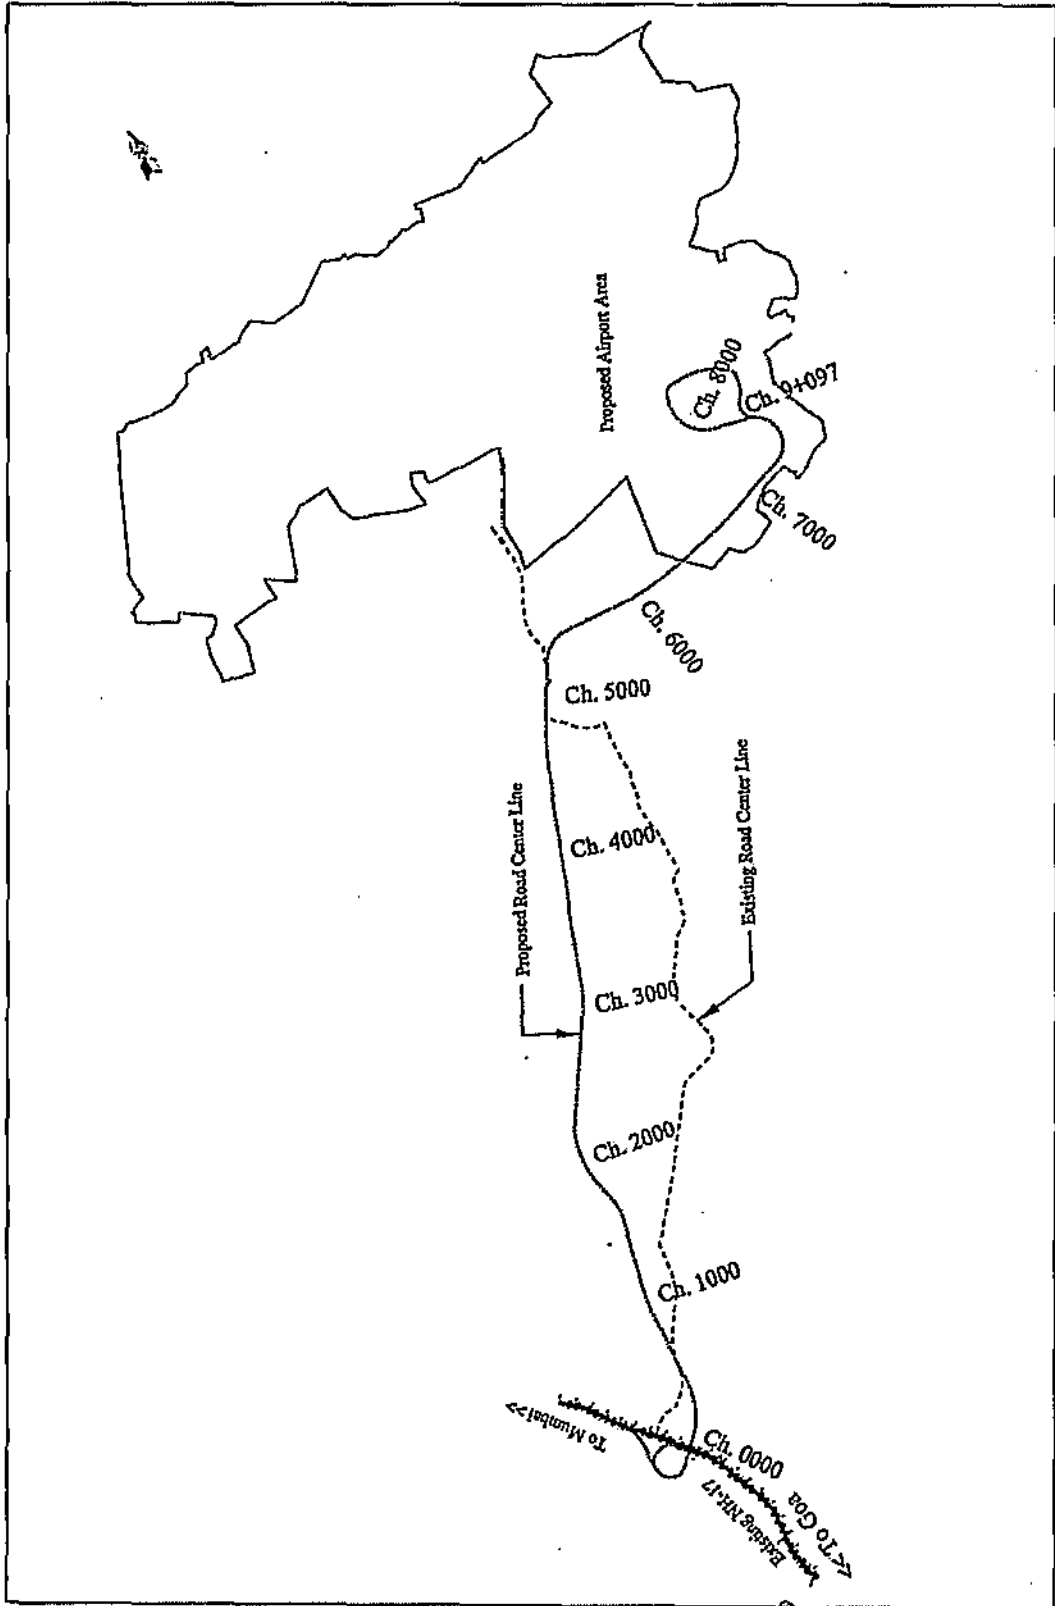 Proposed Airport Area
Ch. 8000
Ch. 9+097
Ch. 7000
Ch. 6000
Ch. 5000
Proposed Road Center Line
Ch. 4000
Existing Road Center Line
Ch. 3000
Ch. 2000
Ch. 1000
To Mumbai>>
Ch. 0000
Existing NH-17
<<To Goa